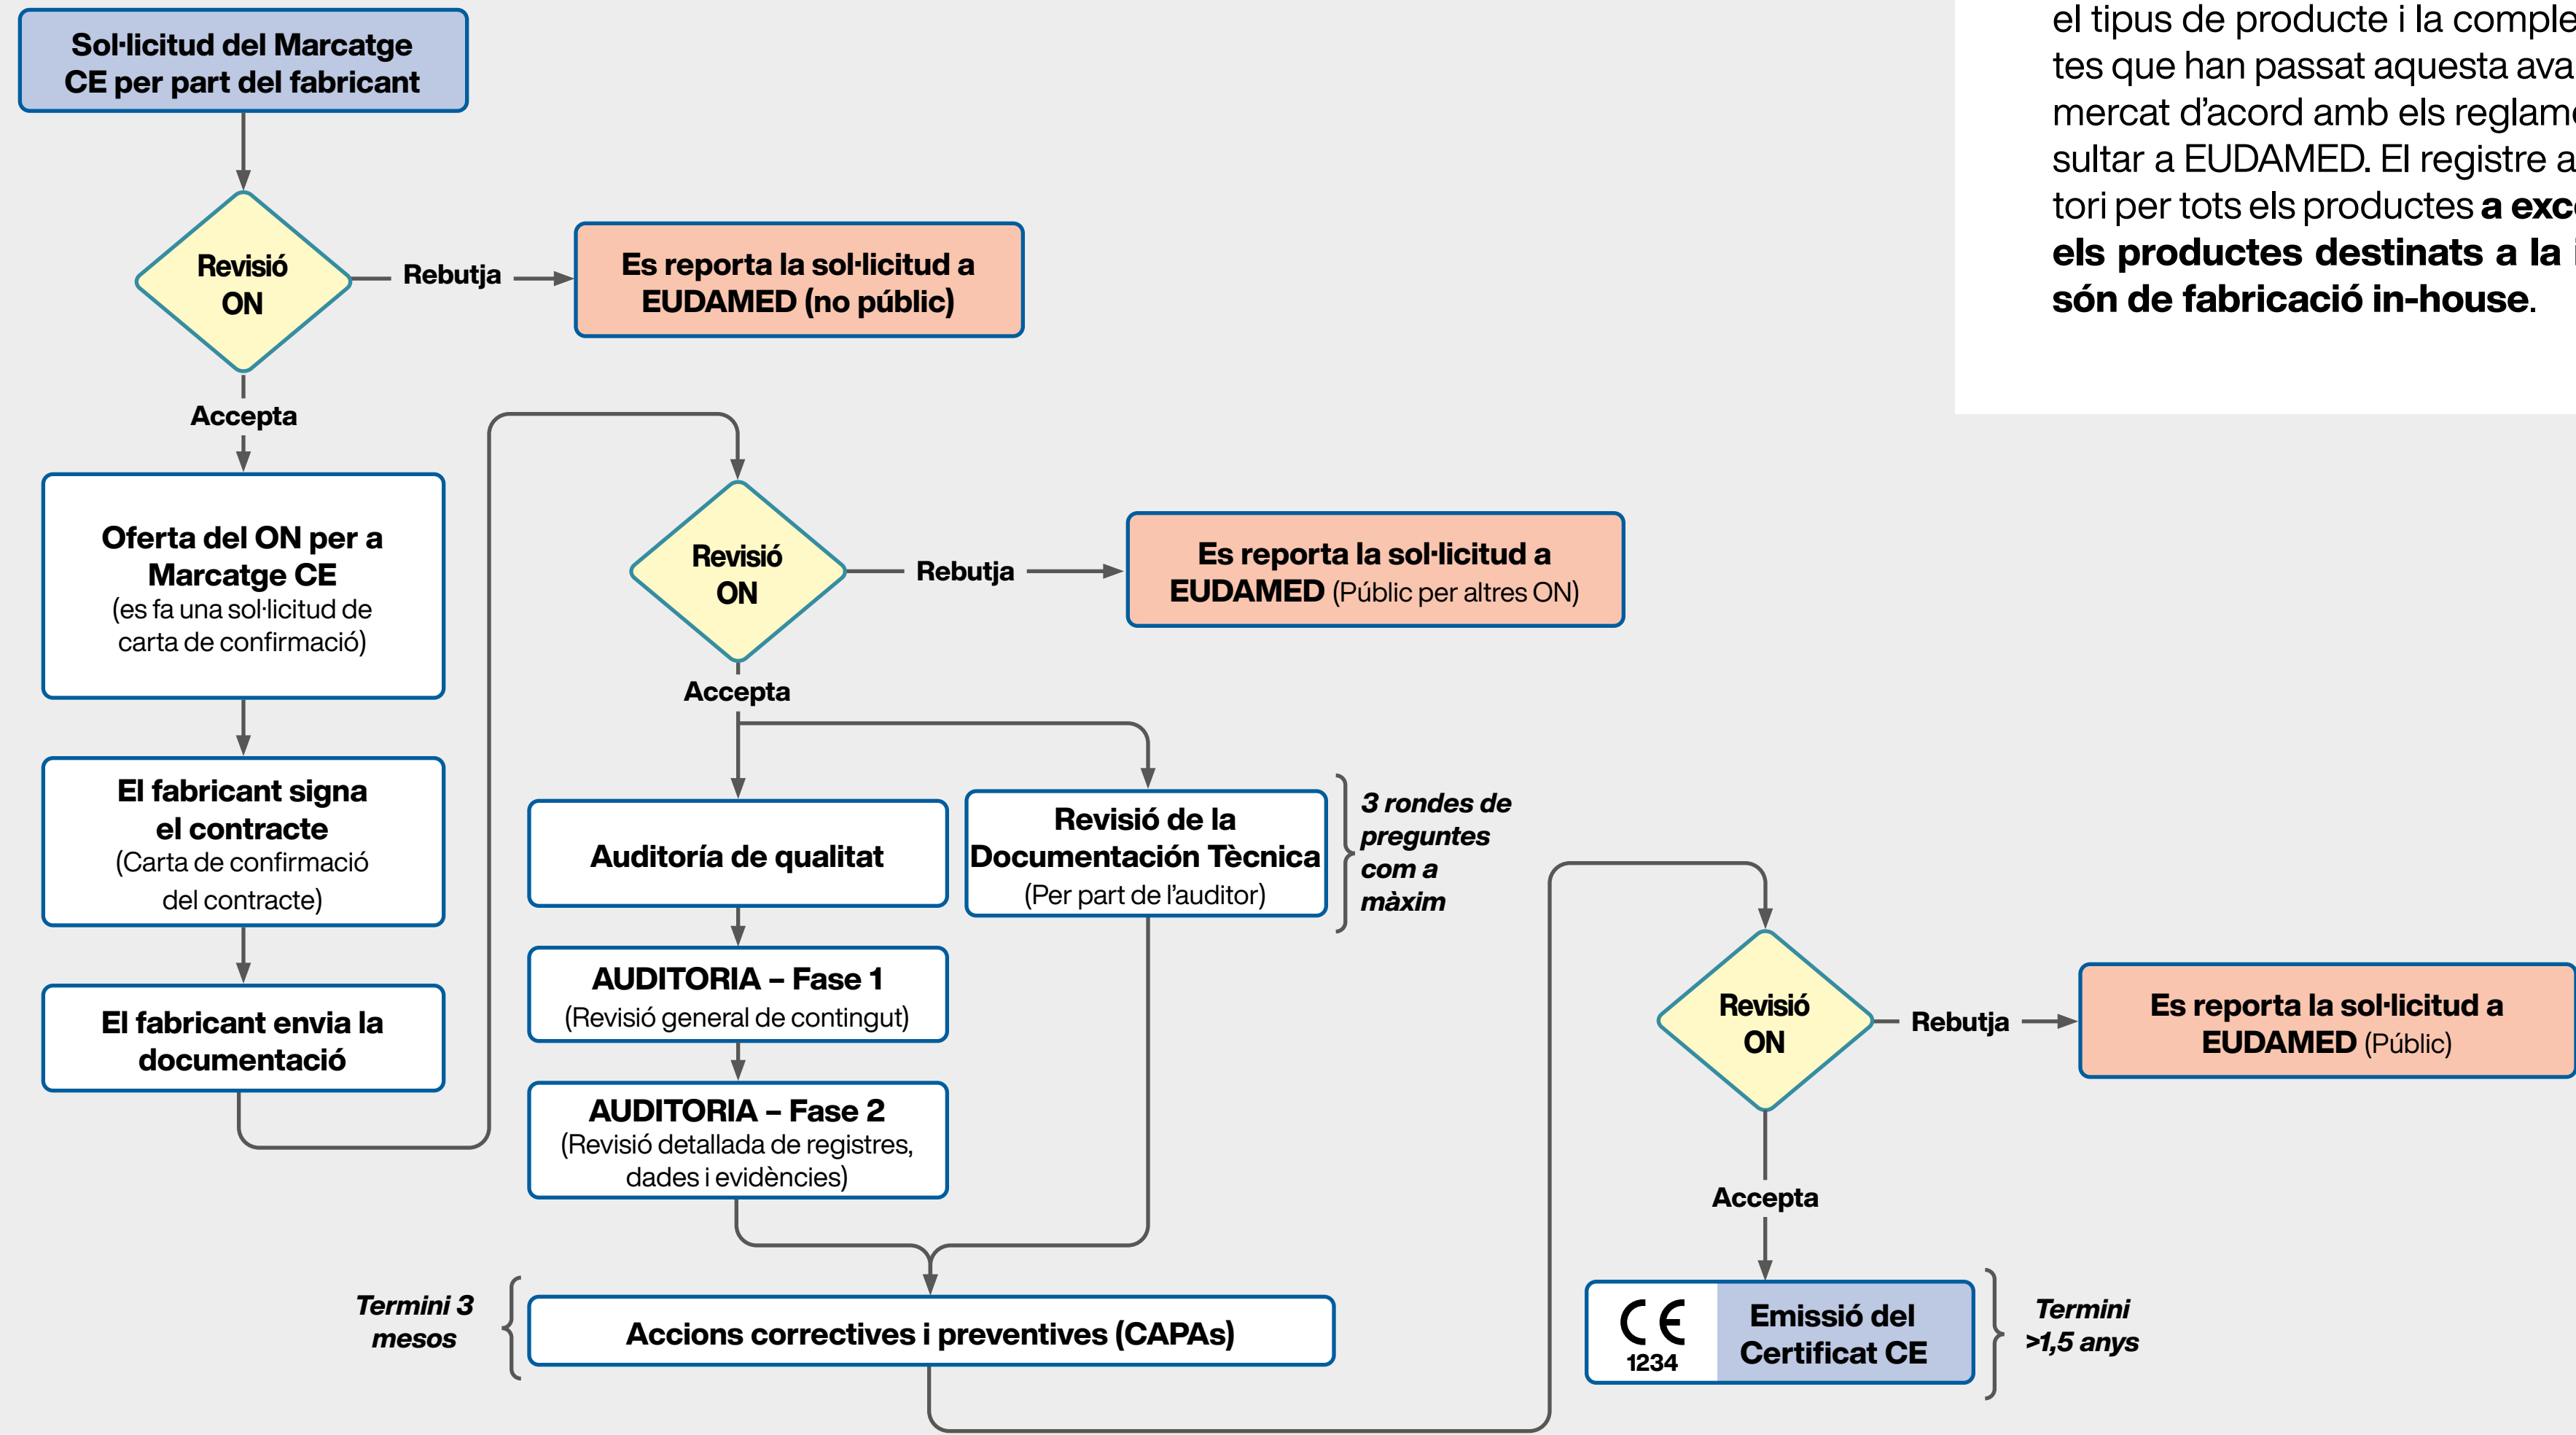 Sol·licitud del Marcatge
CE per part del fabricant
Revisió
ON
Rebutja
Es reporta la sol·licitud a
EUDAMED (no públic)
Accepta
Oferta del ON per a
Marcatge CE
(es fa una sol·licitud de
carta de confirmació)
El fabricant signa
el contracte
(Carta de confirmació
del contracte)
El fabricant envia la
documentació
Revisió
ON
Rebutja
Es reporta la sol·licitud a
EUDAMED (Públic per altres ON)
Accepta
Auditoría de qualitat
Revisió de la
Documentación Tècnica
(Per part de l’auditor)
3 rondes de
preguntes
com a
màxim
AUDITORIA – Fase 1
(Revisió general de contingut)
AUDITORIA – Fase 2
(Revisió detallada de registres,
dades i evidències)
Termini 3
mesos
Accions correctives i preventives (CAPAs)
Revisió
ON
Rebutja
Es reporta la sol·licitud a
EUDAMED (Públic)
Accepta
CE
1234
Emissió del
Certificat CE
Termini
>1,5 anys
el tipus de producte i la comple
tes que han passat aquesta ava
mercat d’acord amb els reglam
sultar a EUDAMED. El registre a
tori per tots els productes a exc
els productes destinats a la
són de fabricació in-house.